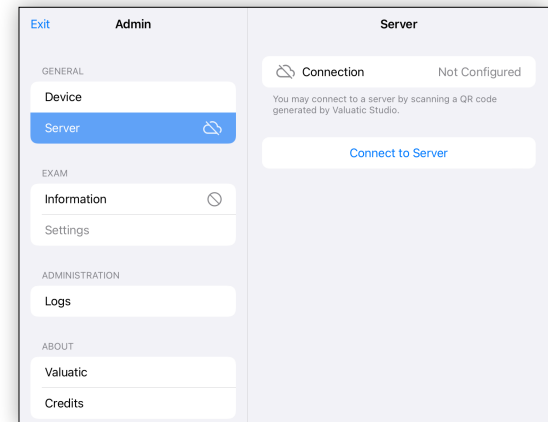 Exit
Admin
GENERAL
Device
Server
EXAM
Information
Settings
ADMINISTRATION
Logs
ABOUT
Valuatic
Credits
Server
Connection
Not Configured
You may connect to a server by scanning a QR code
generated by Valuatic Studio.
Connect to Server